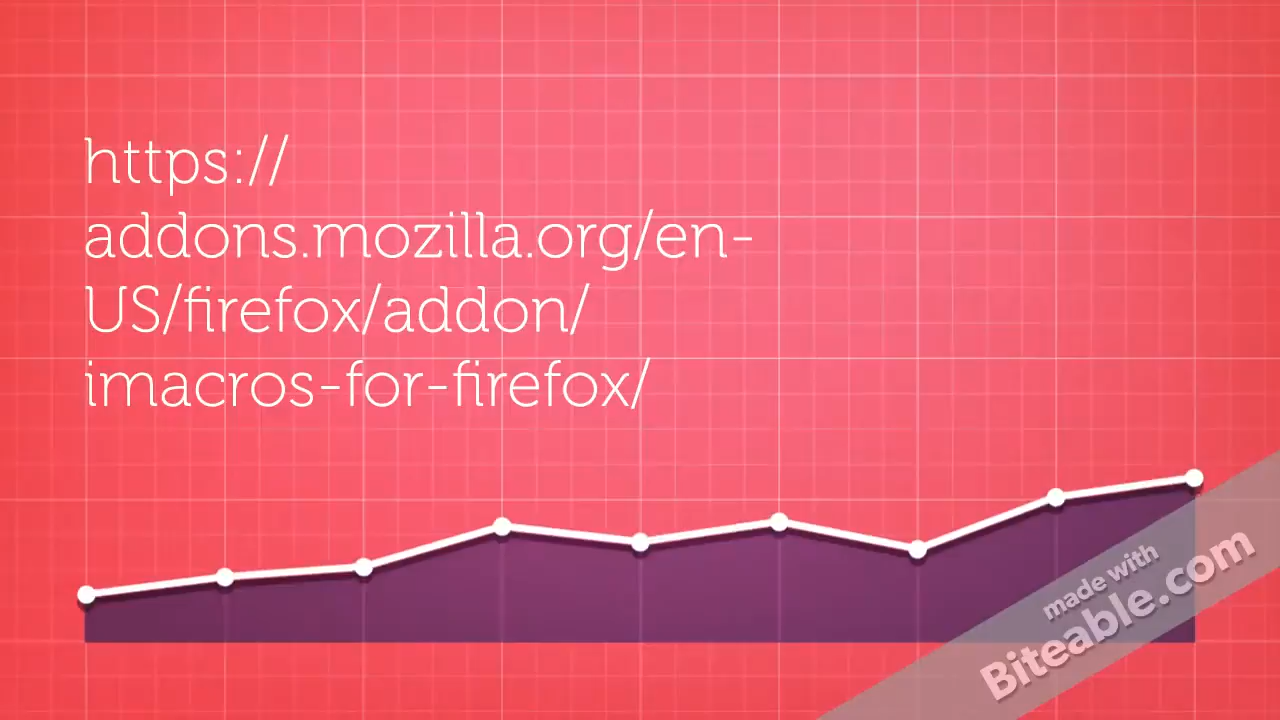 https://
addons.mozilla.org/en-
US/firefox/addon/
imacros-for-firefox/
made with
Biteable.com